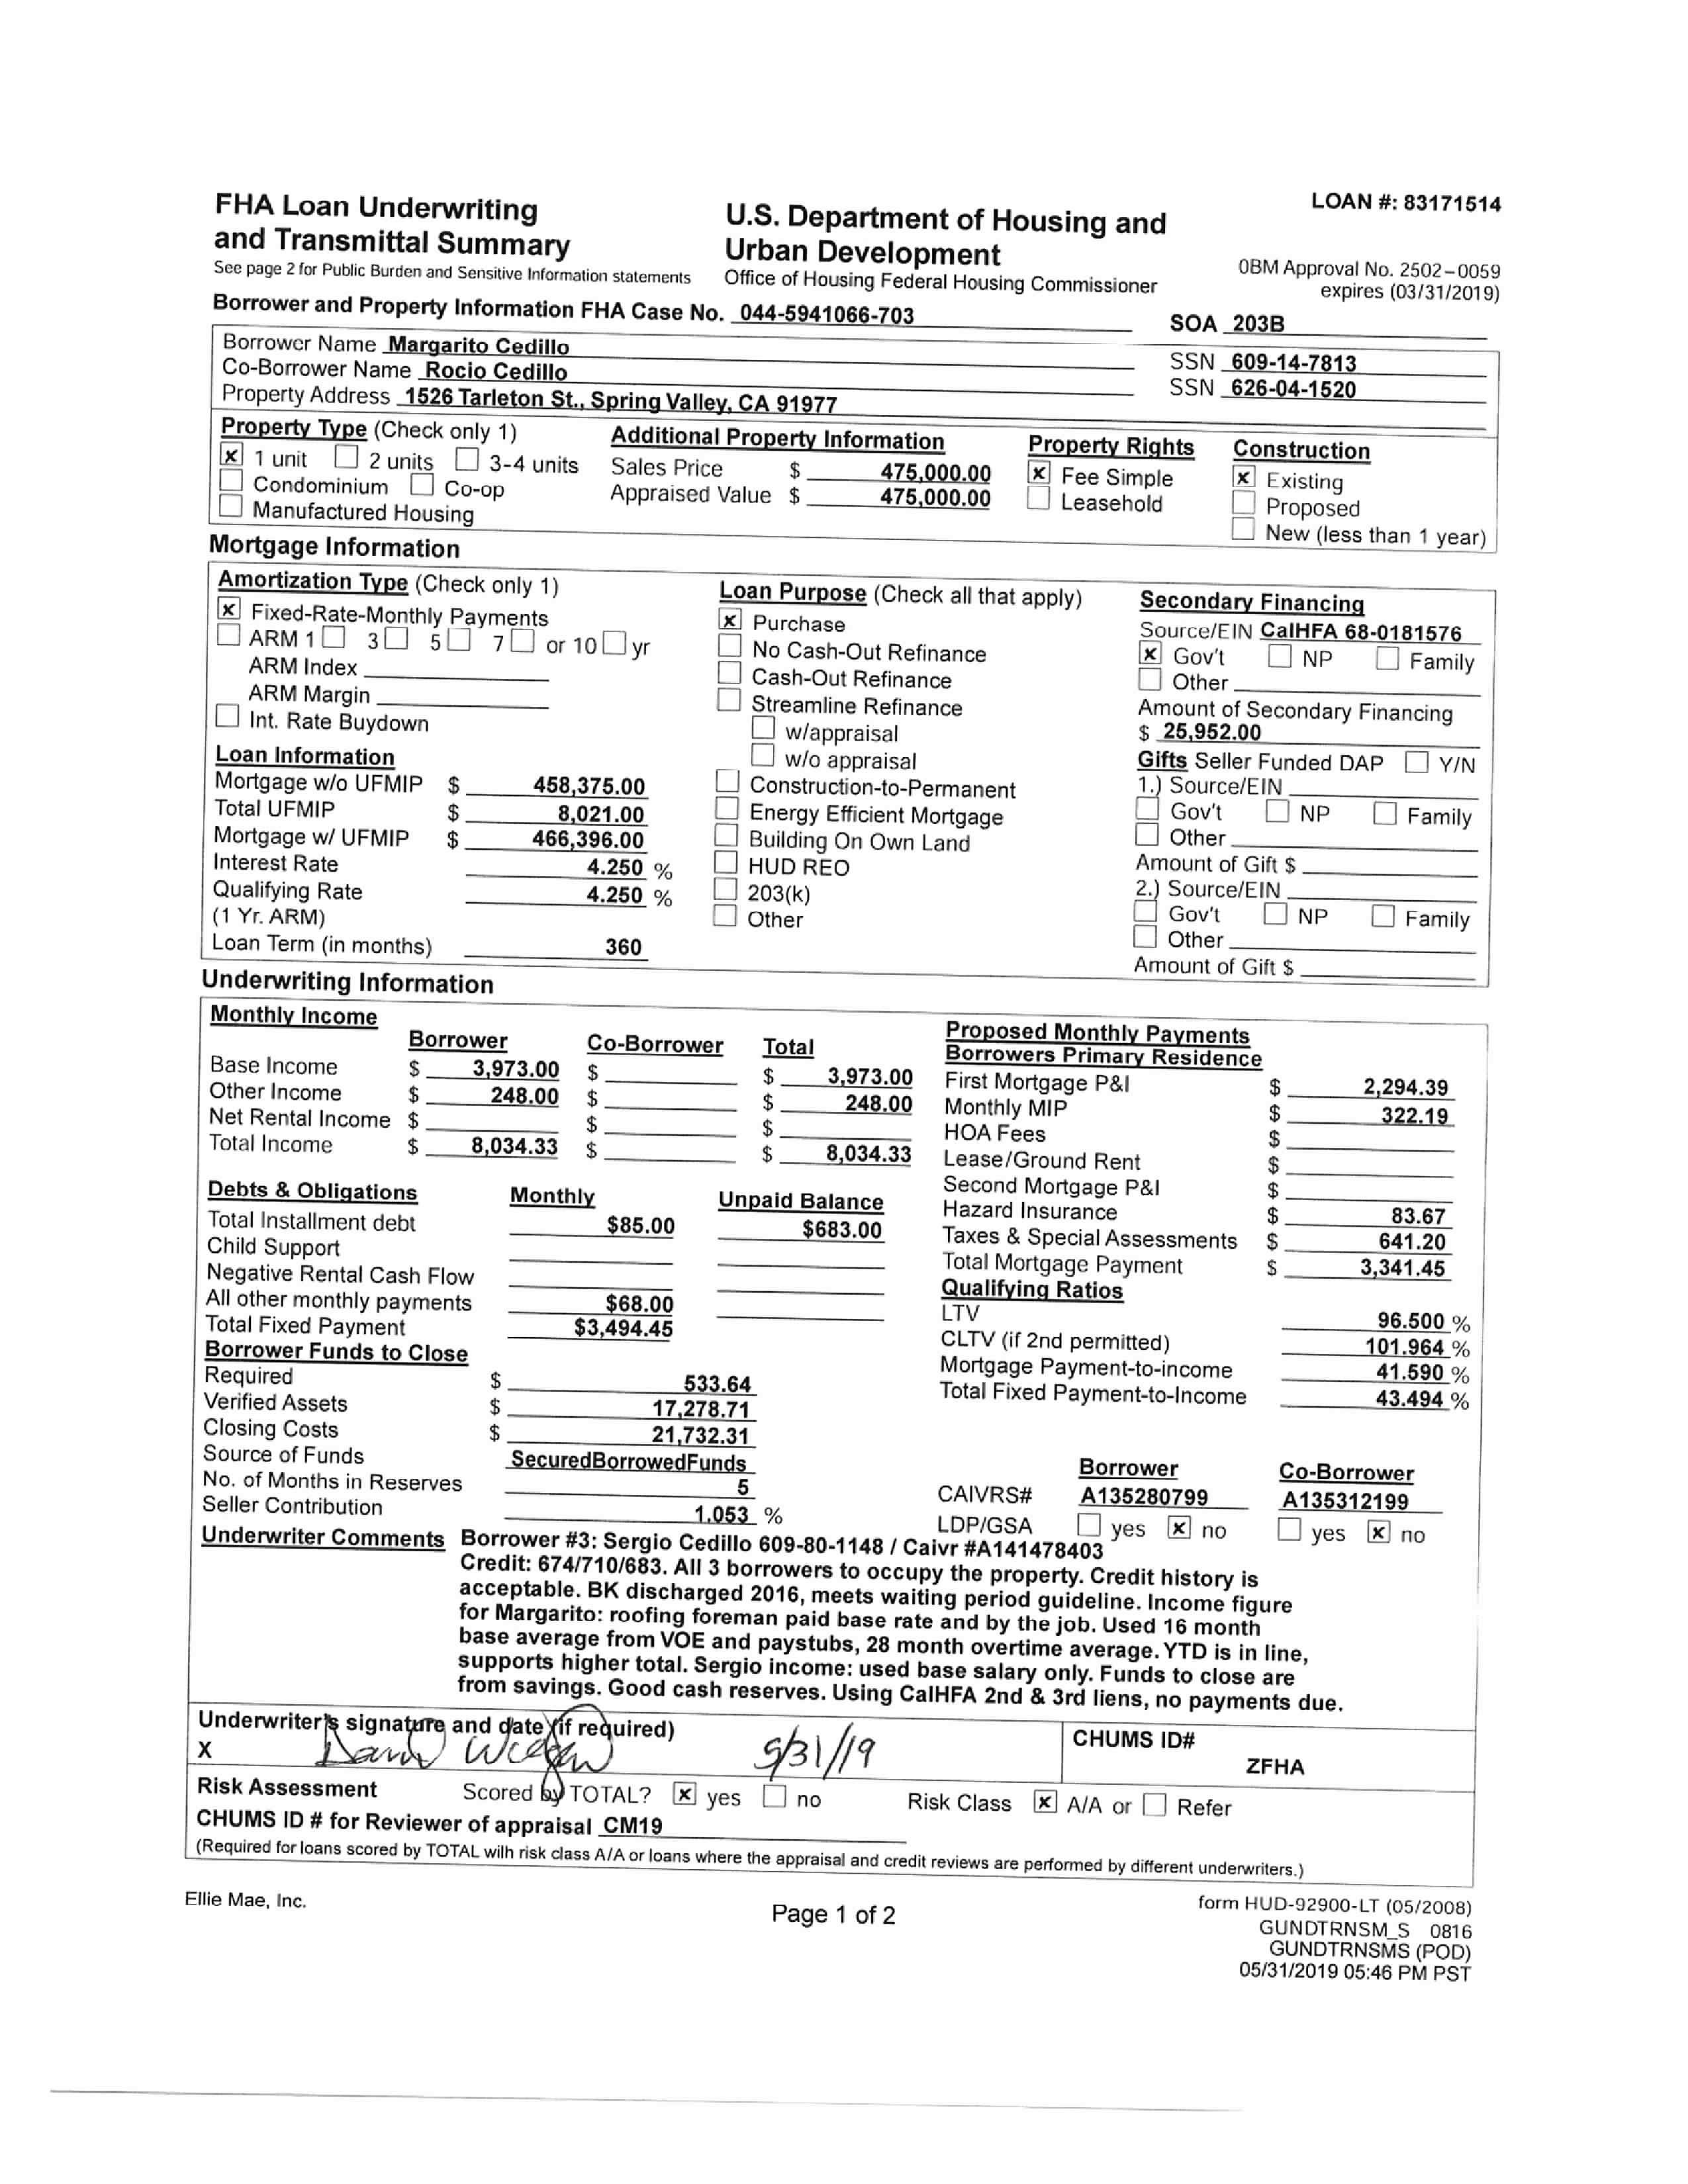 LOAN #: 83171514
FHA Loan Underwriting
and Transmittal Summary
See page 2 for Public Burden and Sensitive Information statements
U.S. Department of Housing and
Urban Development
Office of Housing Federal Housing Commissioner
OBM Approval No. 2502-0059
expires (03/31/2019)
Borrower and Property Information FHA Case No. 044-5941066-703 SOA 203B
Borrower Name Margarito Cedillo SSN 609-14-7813
Co-Borrower Name Rocio Cedillo SSN 626-04-1520
Property Address 1526 Tarleton St., Spring Valley, CA 91977
Property Type (Check only 1)
x 1 unit 2 units 3-4 units
Condominium Co-op
Manufactured Housing
Additional Property Information
Sales Price $ 475,000.00
Appraised Value $ 475,000.00
Property Rights
x Fee Simple
Leasehold
Construction
x Existing
Proposed
New (less than 1 year)
Mortgage Information
Amortization Type (Check only 1)
x Fixed-Rate-Monthly Payments
ARM 1 3 5 7 or 10 yr
ARM Index
ARM Margin
Int. Rate Buydown
Loan Information
Mortgage w/o UFMIP $ 458,375.00
Total UFMIP $ 8,021.00
Mortgage w/ UFMIP $ 466,396.00
Interest Rate 4.250 %
Qualifying Rate 4.250 %
(1 Yr. ARM)
Loan Term (in months) 360
Loan Purpose (Check all that apply)
x Purchase
No Cash-Out Refinance
Cash-Out Refinance
Streamline Refinance
w/appraisal
w/o appraisal
Construction-to-Permanent
Energy Efficient Mortgage
Building On Own Land
HUD REO
203(k)
Other
Secondary Financing
Source/EIN CalHFA 68-0181576
x Gov't NP Family
Other
Amount of Secondary Financing
$ 25,952.00
Gifts Seller Funded DAP Y/N
1.) Source/EIN
Gov't NP Family
Other
Amount of Gift $
2.) Source/EIN
Gov't NP Family
Other
Amount of Gift $
Underwriting Information
Monthly Income
Borrower Co-Borrower Total
Base Income $ 3,973.00 $ $ 3,973.00
Other Income $ 248.00 $ $ 248.00
Net Rental Income $ $ $
Total Income $ 8,034.33 $ $ 8,034.33
Debts & Obligations Monthly Unpaid Balance
Total Installment debt $85.00 $683.00
Child Support
Negative Rental Cash Flow
All other monthly payments $68.00
Total Fixed Payment $3,494.45
Borrower Funds to Close
Required $ 533.64
Verified Assets $ 17,278.71
Closing Costs $ 21,732.31
Source of Funds SecuredBorrowedFunds
No. of Months in Reserves 5
Seller Contribution 1.053 %
Proposed Monthly Payments
Borrowers Primary Residence
First Mortgage P&I $ 2,294.39
Monthly MIP $ 322.19
HOA Fees $
Lease/Ground Rent $
Second Mortgage P&I $
Hazard Insurance $ 83.67
Taxes & Special Assessments $ 641.20
Total Mortgage Payment $ 3,341.45
Qualifying Ratios
LTV 96.500 %
CLTV (if 2nd permitted) 101.964 %
Mortgage Payment-to-income 41.590 %
Total Fixed Payment-to-Income 43.494 %
Borrower Co-Borrower
CAIVRS# A135280799 A135312199
LDP/GSA yes x no yes x no
Underwriter Comments Borrower #3: Sergio Cedillo 609-80-1148 / Caivr #A141478403
Credit: 674/710/683. All 3 borrowers to occupy the property. Credit history is
acceptable. BK discharged 2016, meets waiting period guideline. Income figure
for Margarito: roofing foreman paid base rate and by the job. Used 16 month
base average from VOE and paystubs, 28 month overtime average. YTD is in line,
supports higher total. Sergio income: used base salary only. Funds to close are
from savings. Good cash reserves. Using CalHFA 2nd & 3rd liens, no payments due.
Underwriter's signature and date (if required)
X 5/31/19
CHUMS ID#
ZFHA
Risk Assessment Scored by TOTAL? x yes no Risk Class x A/A or Refer
CHUMS ID # for Reviewer of appraisal CM19
(Required for loans scored by TOTAL wilh risk class A/A or loans where the appraisal and credit reviews are performed by different underwriters.)
Ellie Mae, Inc.
Page 1 of 2
form HUD-92900-LT (05/2008)
GUNDTRNSM_S 0816
GUNDTRNSMS (POD)
05/31/2019 05:46 PM PST